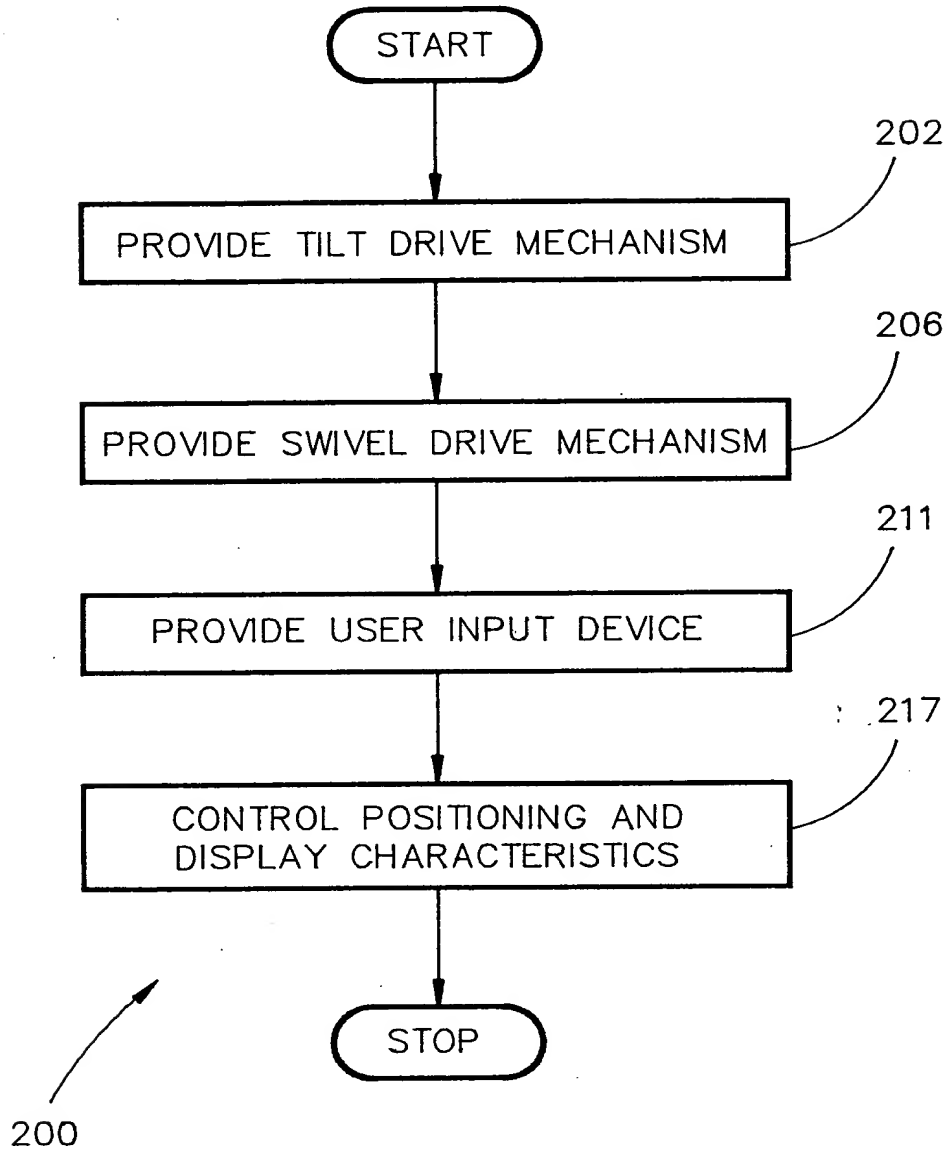 START
202
PROVIDE TILT DRIVE MECHANISM
206
PROVIDE SWIVEL DRIVE MECHANISM
211
PROVIDE USER INPUT DEVICE
217
CONTROL POSITIONING AND
DISPLAY CHARACTERISTICS
STOP
200